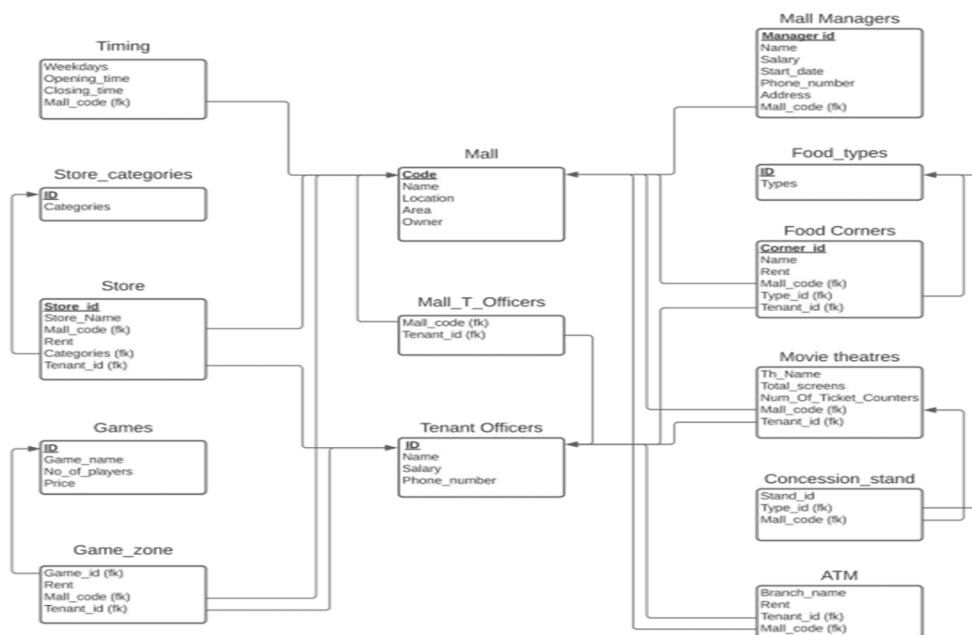 Timing
Weekdays
Opening_time
Closing_time
Mall_code (fk)
Store_categories
ID
Categories
Store
Store_id
Store_Name
Mall_code (fk)
Rent
Categories (fk)
Tenant_id (fk)
Games
ID
Game_name
No_of_players
Price
Game_zone
Game_id (fk)
Rent
Mall_code (fk)
Tenant_id (fk)
Mall
Code
Name
Location
Area
Owner
Mall_T_Officers
Mall_code (fk)
Tenant_id (fk)
Tenant Officers
ID
Name
Salary
Phone_number
Mall Managers
Manager id
Name
Salary
Start_date
Phone_number
Address
Mall_code (fk)
Food_types
ID
Types
Food Corners
Corner_id
Name
Rent
Mall_code (fk)
Type_id (fk)
Tenant_id (fk)
Movie theatres
Th_Name
Total_screens
Num_Of_Ticket_Counters
Mall_code (fk)
Tenant_id (fk)
Concession_stand
Stand_id
Type_id (fk)
Mall_code (fk)
ATM
Branch_name
Rent
Tenant_id (fk)
Mall_code (fk)